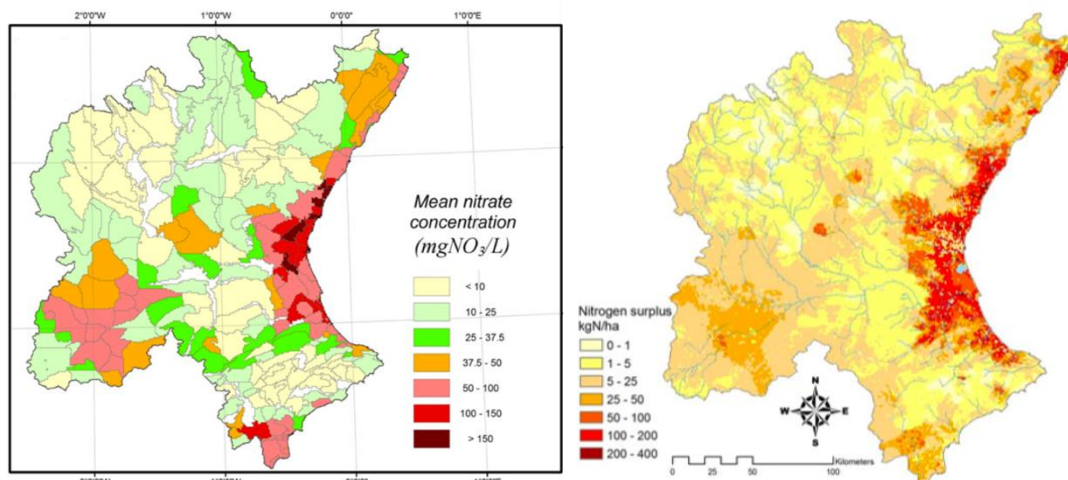 2°0'0"W 1°0'0"W 0°0'0" 1°0'0"E
Mean nitrate
concentration
(mgNO₃/L)
< 10
10 - 25
25 - 37.5
37.5 - 50
50 - 100
100 - 150
> 150
Nitrogen surplus
kgN/ha
0 - 1
1 - 5
5 - 25
25 - 50
50 - 100
100 - 200
200 - 400
N
W E
S
Kilometers
0 25 50 100